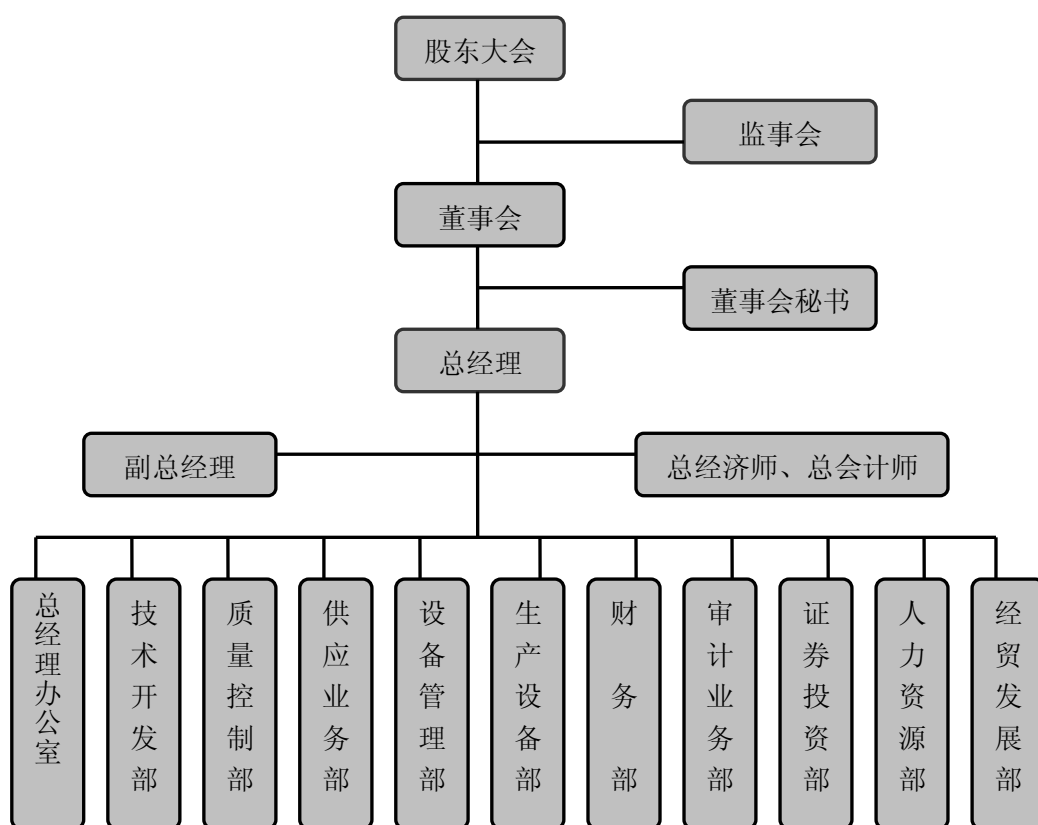 股东大会
监事会
董事会
董事会秘书
总经理
副总经理
总经济师、总会计师
总经理办公室
技术开发部
质量控制部
供应业务部
设备管理部
生产设备部
财务部
审计业务部
证券投资部
人力资源部
经贸发展部